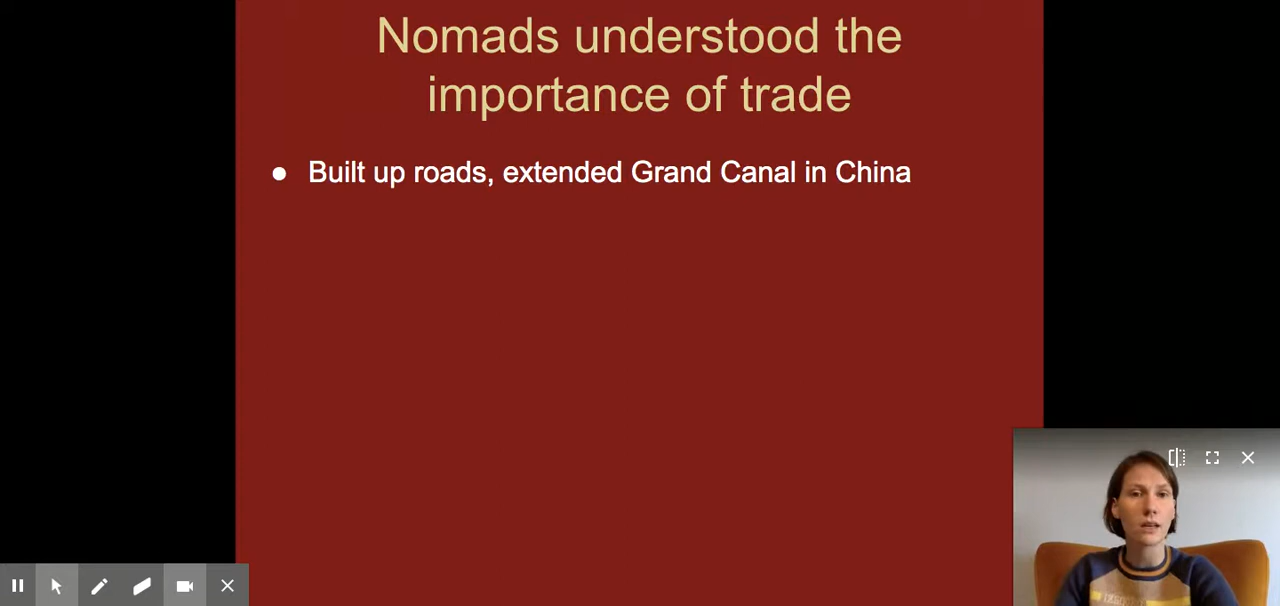 Nomads understood the
importance of trade
● Built up roads, extended Grand Canal in China